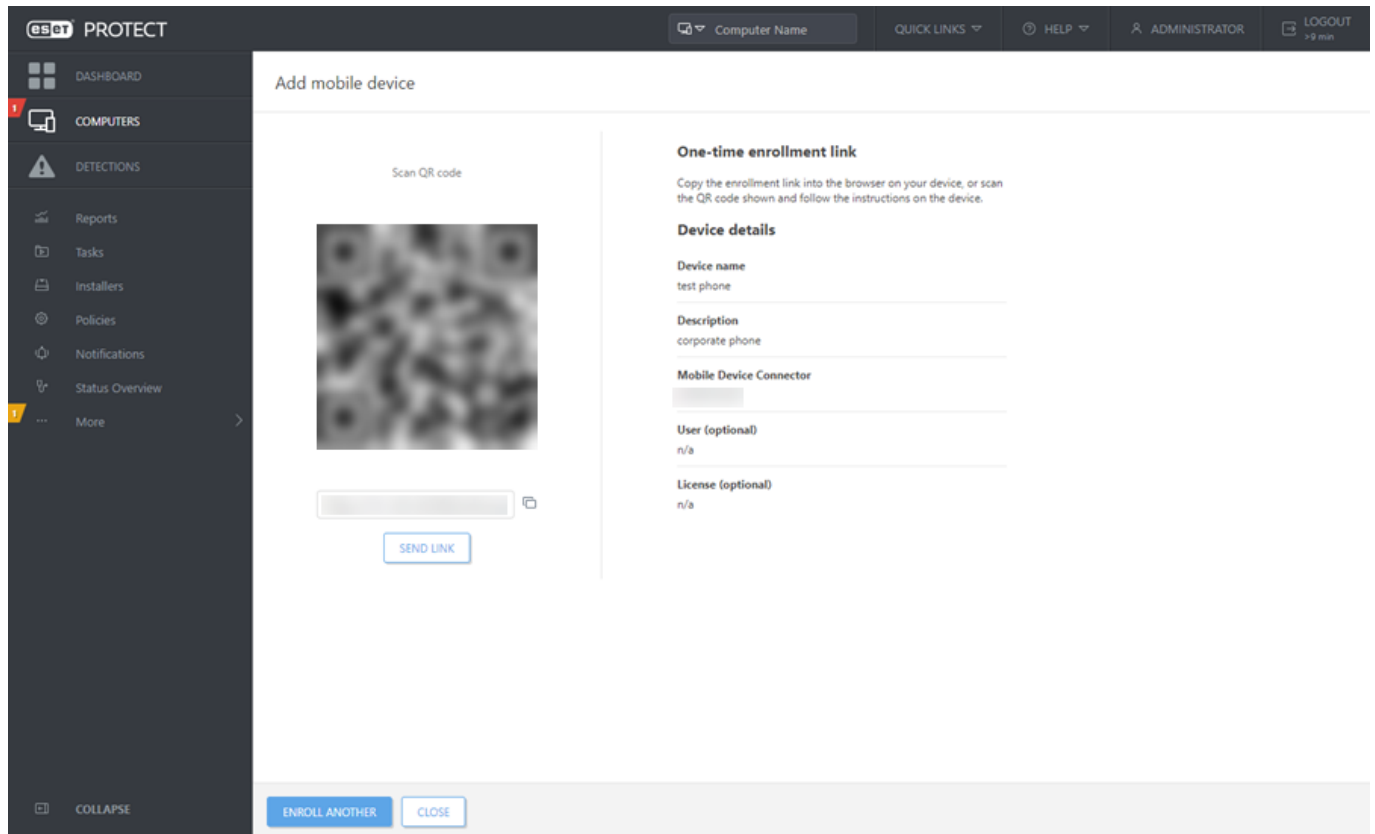 eset PROTECT
Computer Name
QUICK LINKS
HELP
ADMINISTRATOR
LOGOUT
>9 min
DASHBOARD
1
COMPUTERS
DETECTIONS
Reports
Tasks
Installers
Policies
Notifications
Status Overview
1
More
COLLAPSE
Add mobile device
Scan QR code
SEND LINK
One-time enrollment link
Copy the enrollment link into the browser on your device, or scan
the QR code shown and follow the instructions on the device.
Device details
Device name
test phone
Description
corporate phone
Mobile Device Connector
User (optional)
n/a
License (optional)
n/a
ENROLL ANOTHER
CLOSE